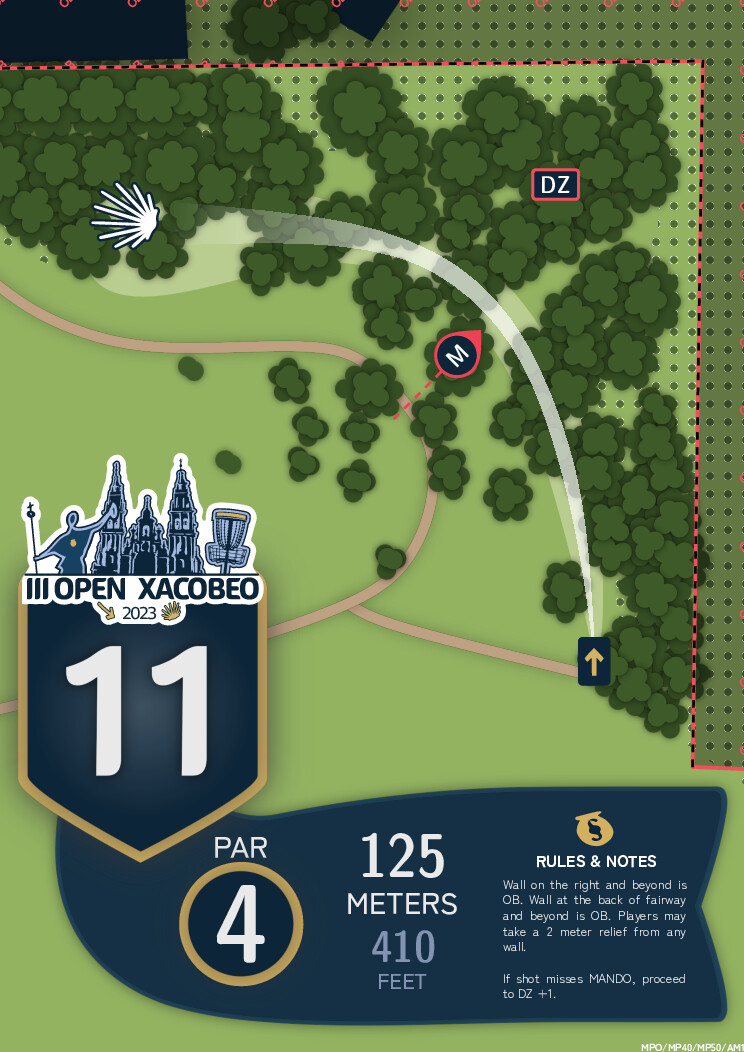 DZ
M
III OPEN XACOBEO
2023
11
PAR
4
125
METERS
410
FEET
RULES & NOTES
Wall on the right and beyond is
OB. Wall at the back of fairway
and beyond is OB. Players may
take a 2 meter relief from any
wall.
If shot misses MANDO, proceed
to DZ +1.
MPO/MP40/MP50/AM1